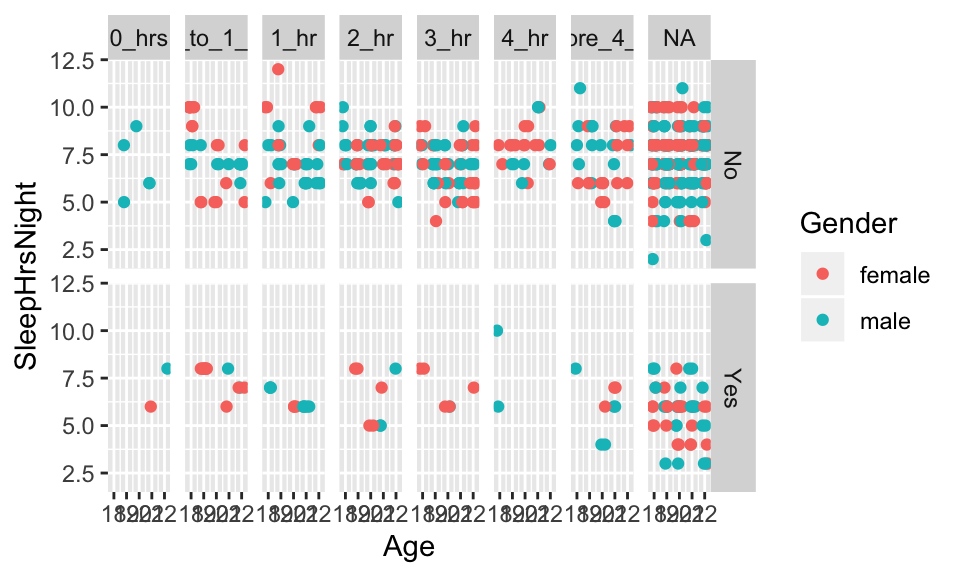 0_hrs _to_1_ 1_hr 2_hr 3_hr 4_hr ore_4_ NA
12.5
10.0
7.5
5.0
2.5
No
12.5
10.0
7.5
5.0
2.5
Yes
SleepHrsNight
Age
Gender
female
male